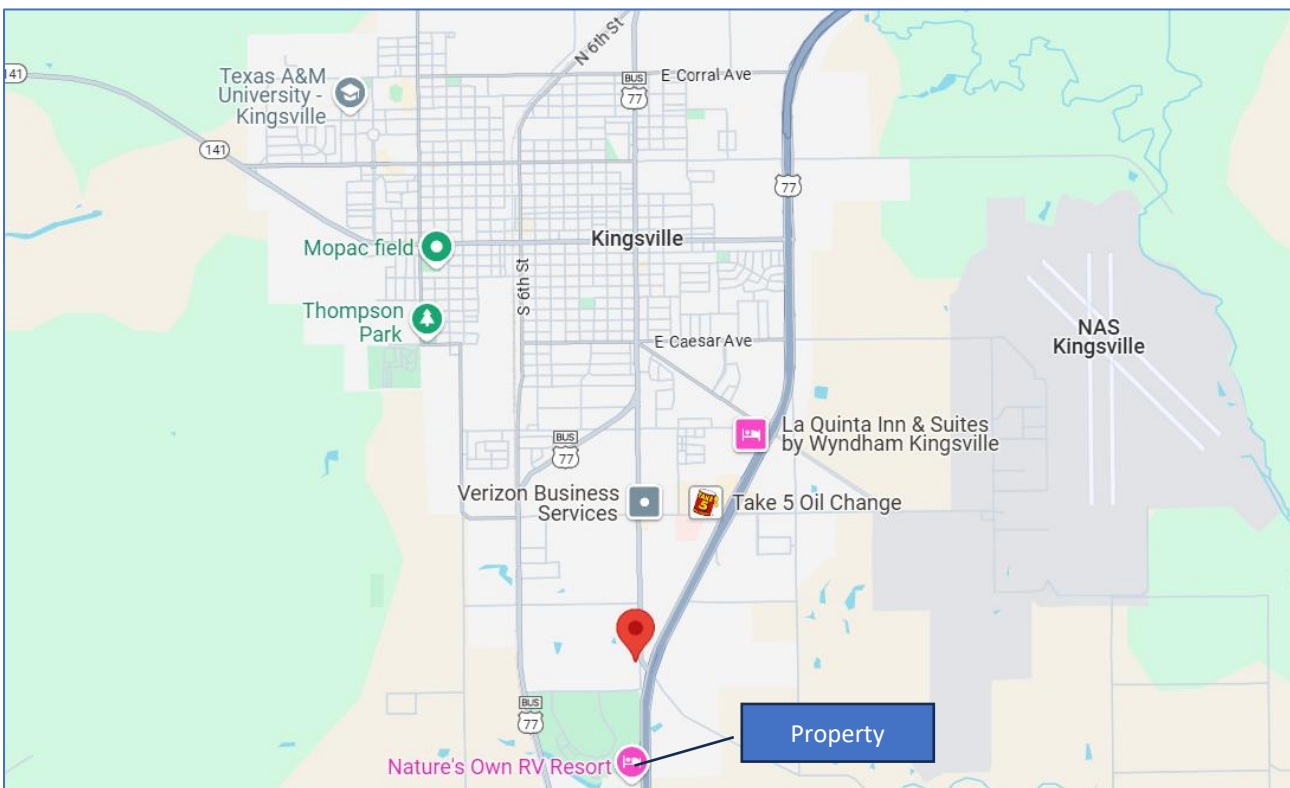 N 6th St
141
Texas A&M
University -
Kingsville
BUS
77
E Corral Ave
141
77
Mopac field
Kingsville
S 6th St
Thompson
Park
E Caesar Ave
NAS
Kingsville
La Quinta Inn & Suites
by Wyndham Kingsville
BUS
77
Verizon Business
Services
TAKE
5
Take 5 Oil Change
BUS
77
Property
Nature's Own RV Resort